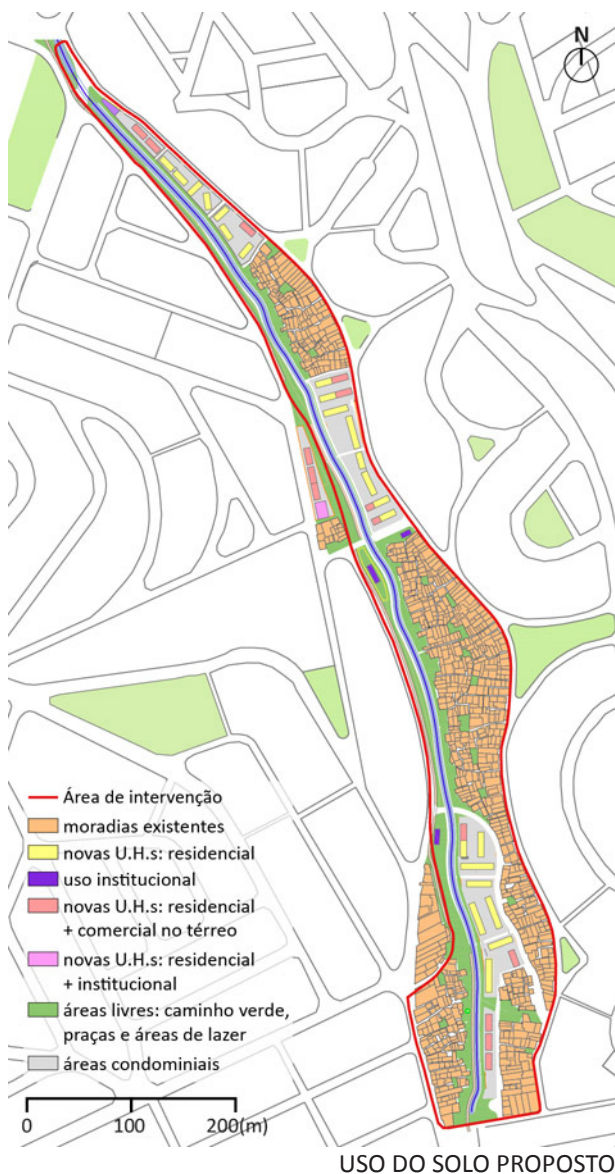 N
Área de intervenção
moradias existentes
novas U.H.s: residencial
uso institucional
novas U.H.s: residencial
+ comercial no térreo
novas U.H.s: residencial
+ institucional
áreas livres: caminho verde,
praças e áreas de lazer
áreas condominiais
0 100 200(m)
USO DO SOLO PROPOSTO